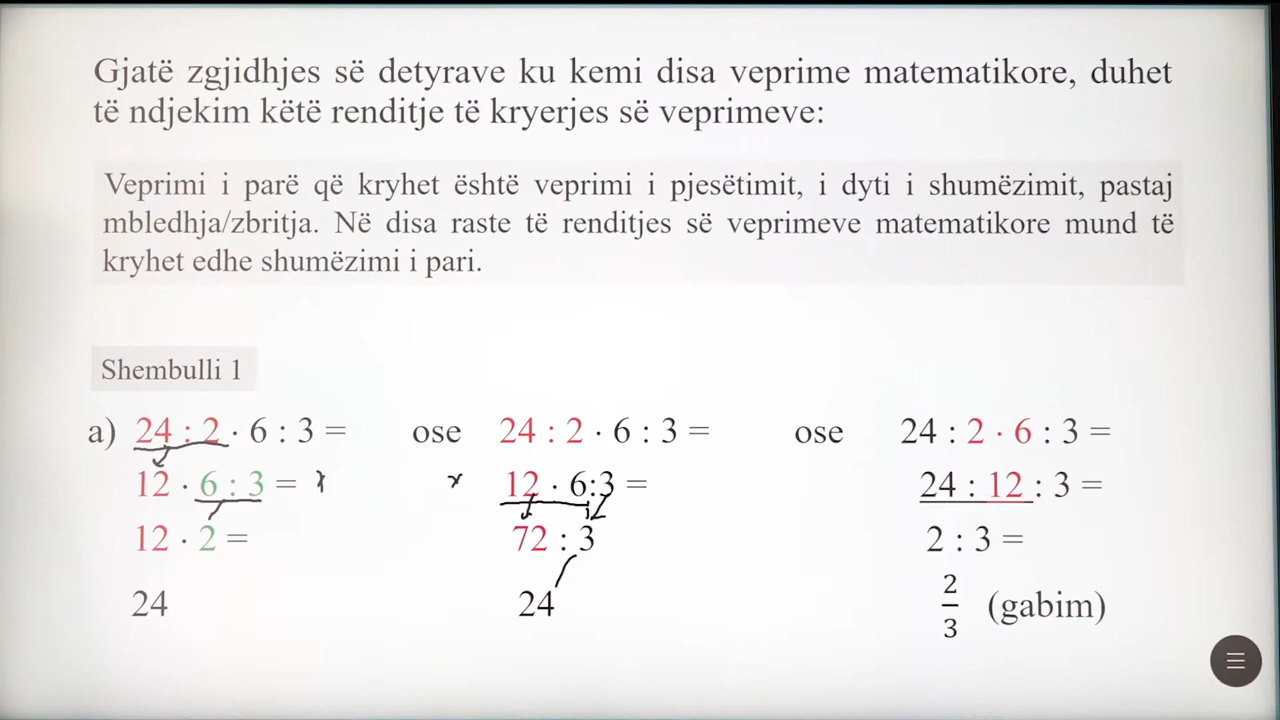 Gjatë zgjidhjes së detyrave ku kemi disa veprime matematikore, duhet
të ndjekim këtë renditje të kryerjes së veprimeve:
Veprimi i parë që kryhet është veprimi i pjesëtimit, i dyti i shumëzimit, pastaj
mbledhja/zbritja. Në disa raste të renditjes së veprimeve matematikore mund të
kryhet edhe shumëzimi i pari.
Shembulli 1
a) 24 : 2 · 6 : 3 = ose 24 : 2 · 6 : 3 = ose 24 : 2 · 6 : 3 =
12 · 6 : 3 = 12 · 6:3 = 24 : 12 : 3 =
12 · 2 = 72 : 3 2 : 3 =
24 24 2/3 (gabim)